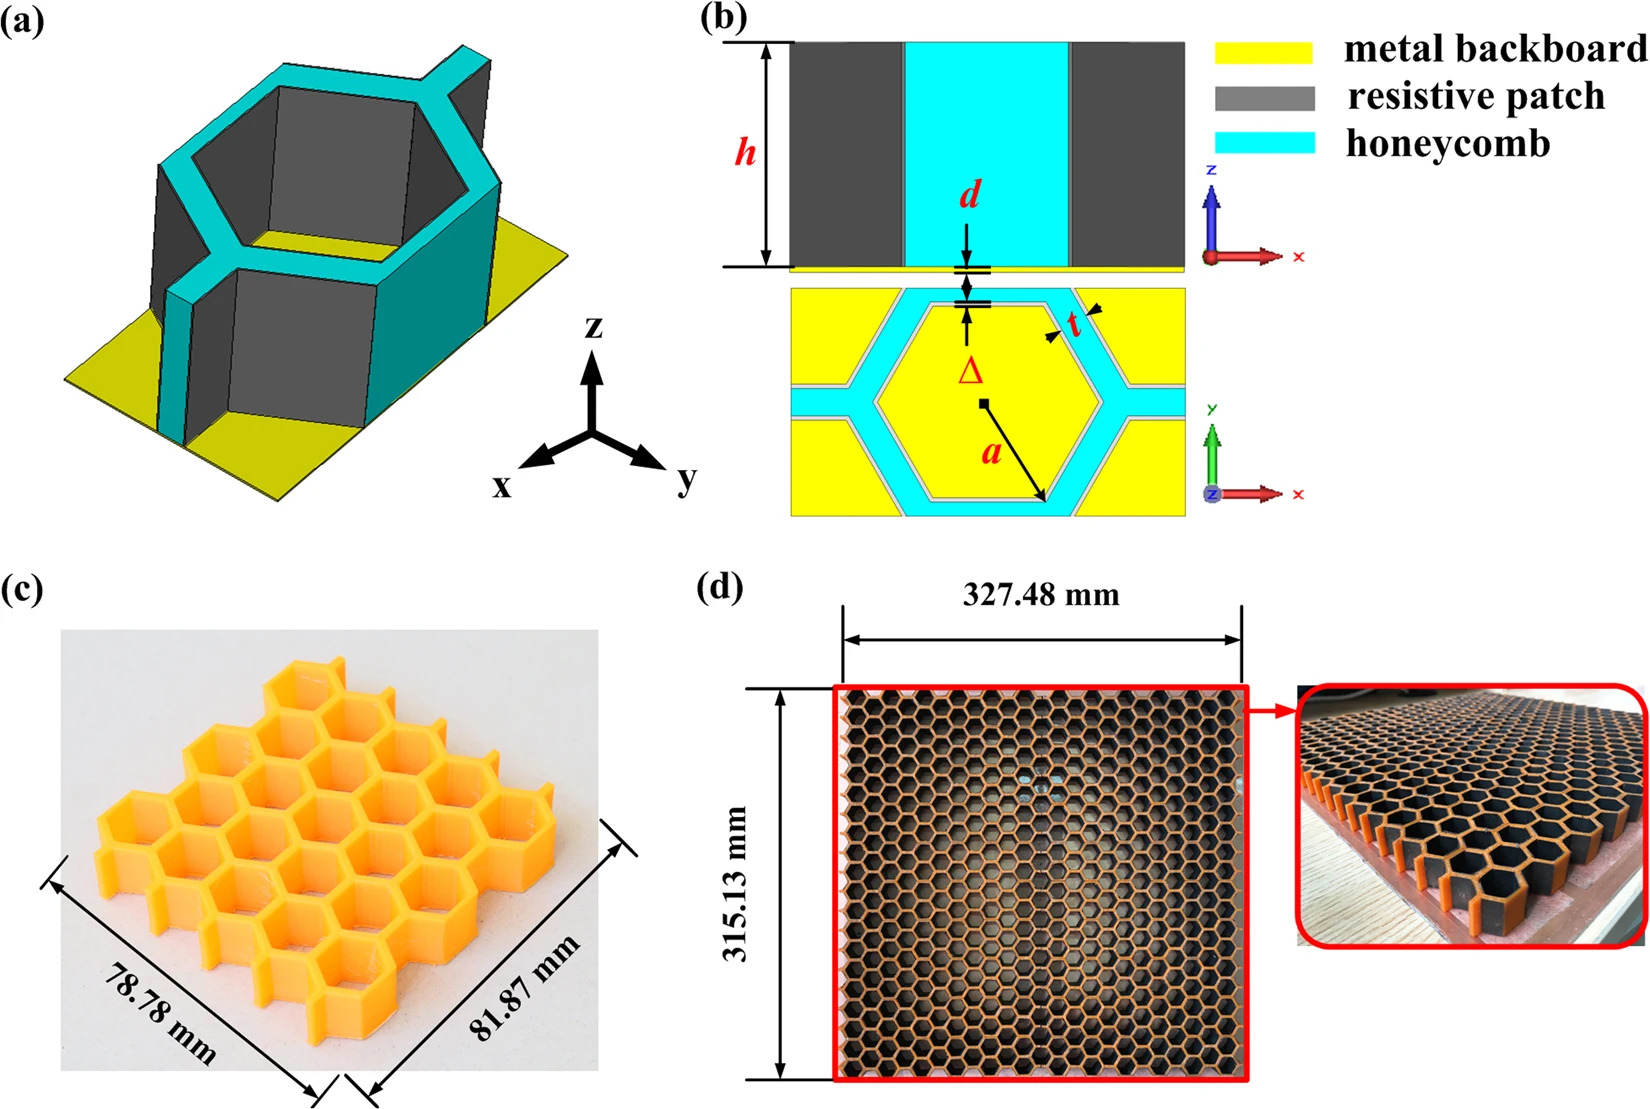 (a)
z
x
y
(b)
metal backboard
resistive patch
honeycomb
h
d
Δ
t
a
z
x
y
z
x
(c)
78.78 mm
81.87 mm
(d)
327.48 mm
315.13 mm